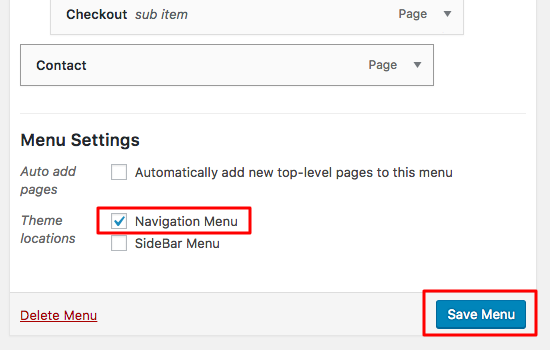 Checkout sub item Page
Contact Page
Menu Settings
Auto add pages
Automatically add new top-level pages to this menu
Theme locations
Navigation Menu
SideBar Menu
Delete Menu Save Menu